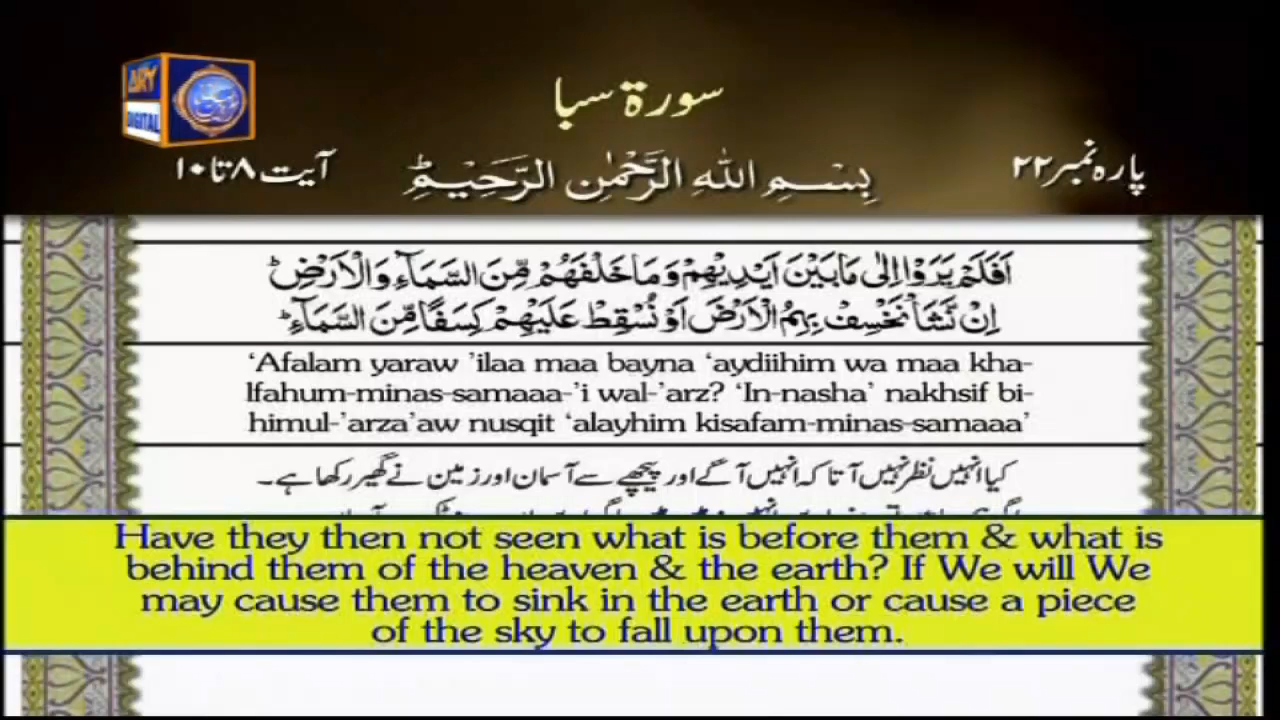 ARY
DIGITAL
سورۃ سبا
پارہ نمبر ۲۲
بِسْـــمِ اللهِ الرَّحْمٰنِ الرَّحِيْمِ ؕ
آیت ۸ تا ۱۰
اَفَلَمْ يَرَوْا اِلٰى مَا بَيْنَ اَيْدِيْهِمْ وَمَا خَلْفَهُمْ مِّنَ السَّمَآءِ وَالْاَرْضِ ؕ
اِنْ نَّشَاْ نَخْسِفْ بِهِمُ الْاَرْضَ اَوْ نُسْقِطْ عَلَيْهِمْ كِسَفًا مِّنَ السَّمَآءِ ؕ
‘Afalam yaraw ’ilaa maa bayna ‘aydiihim wa maa kha-
lfahum-minas-samaaa-’i wal-’arz? ‘In-nasha’ nakhsif bi-
himul-’arza’aw nusqit ‘alayhim kisafam-minas-samaaa’
کیا انہیں نظر نہیں آتا کہ انہیں آگے اور پیچھے سے آسمان اور زمین نے گھیر رکھا ہے۔
Have they then not seen what is before them & what is
behind them of the heaven & the earth? If We will We
may cause them to sink in the earth or cause a piece
of the sky to fall upon them.